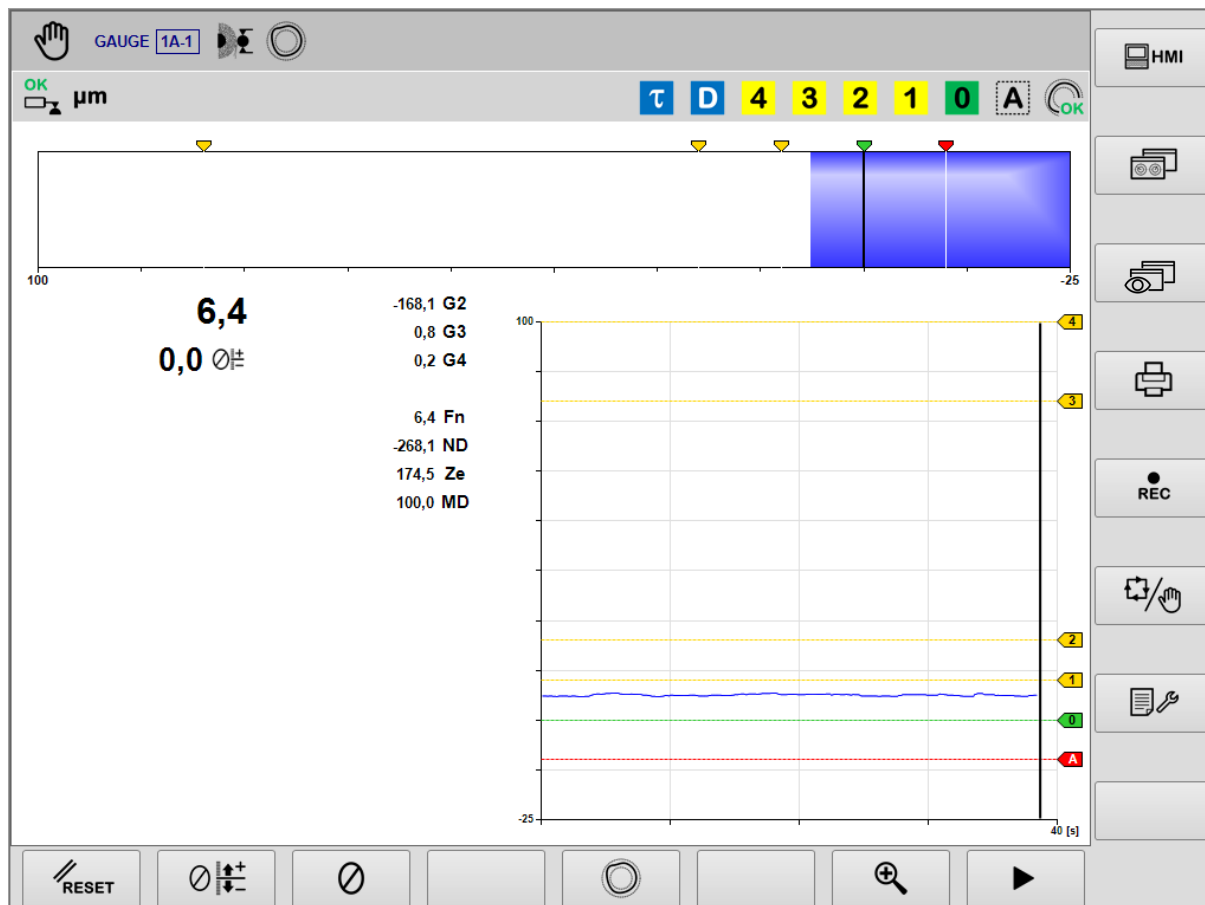 GAUGE 1A-1
HMI
OK
µm
τ D 4 3 2 1 0 A OK
100 -25
6,4
0,0
-168,1 G2
0,8 G3
0,2 G4
6,4 Fn
-268,1 ND
174,5 Ze
100,0 MD
100
4
3
2
1
0
A
-25
40 [s]
REC
RESET